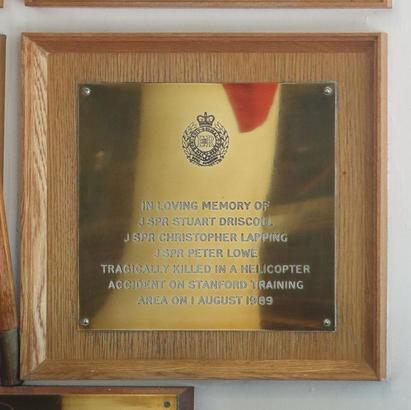 IN LOVING MEMORY OF
J SPR STUART DRISCOLL
J SPR CHRISTOPHER LAPPING
J SPR PETER LOWE
TRAGICALLY KILLED IN A HELICOPTER
ACCIDENT ON STANFORD TRAINING
AREA ON 1 AUGUST 1989